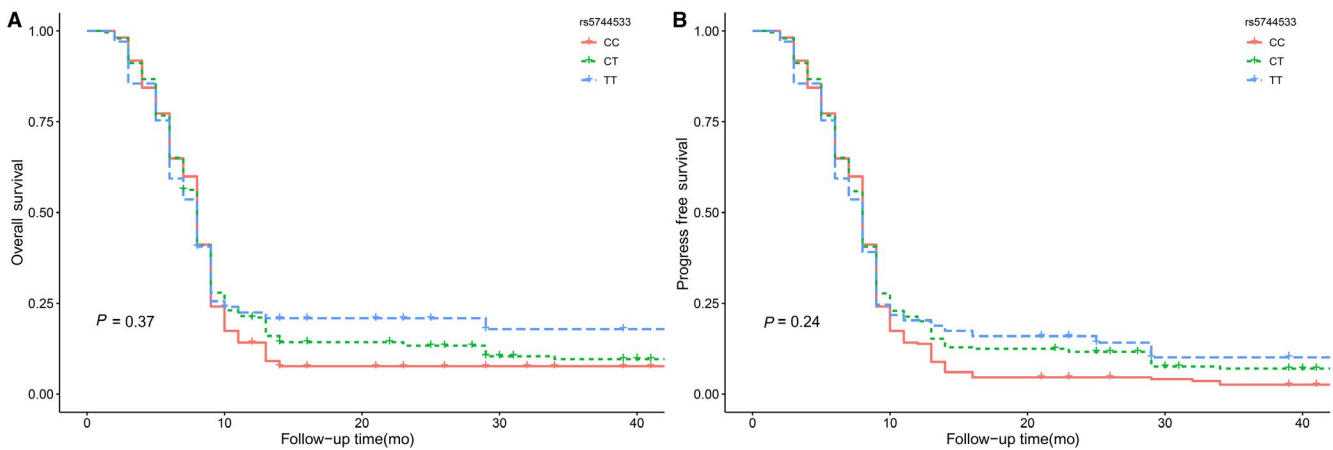 A
rs5744533
CC
CT
TT
1.00
0.75
0.50
0.25
0.00
Overall survival
P = 0.37
0 10 20 30 40
Follow−up time(mo)
B
rs5744533
CC
CT
TT
1.00
0.75
0.50
0.25
0.00
Progress free survival
P = 0.24
0 10 20 30 40
Follow−up time(mo)